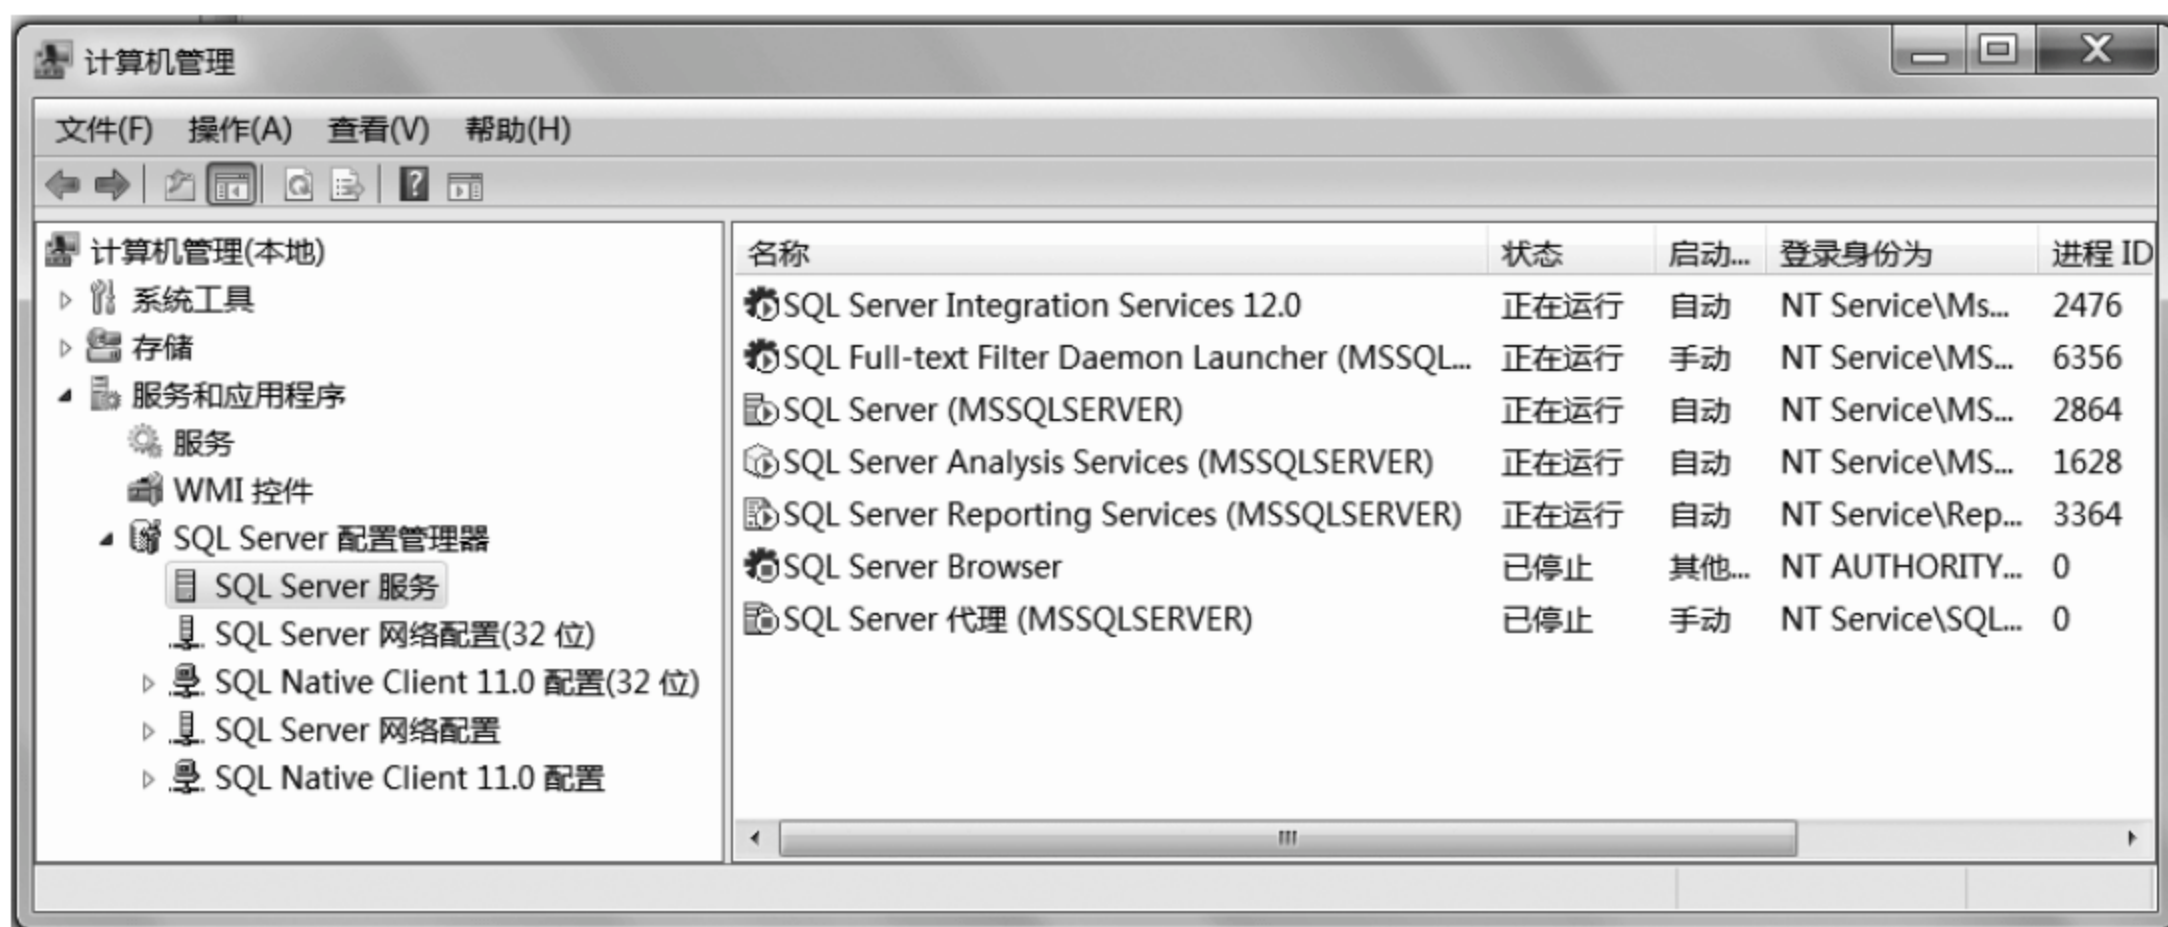 计算机管理
文件(F) 操作(A) 查看(V) 帮助(H)
计算机管理(本地)
系统工具
存储
服务和应用程序
服务
WMI 控件
SQL Server 配置管理器
SQL Server 服务
SQL Server 网络配置(32 位)
SQL Native Client 11.0 配置(32 位)
SQL Server 网络配置
SQL Native Client 11.0 配置
名称 状态 启动... 登录身份为 进程 ID
SQL Server Integration Services 12.0 正在运行 自动 NT Service\Ms... 2476
SQL Full-text Filter Daemon Launcher (MSSQL... 正在运行 手动 NT Service\MS... 6356
SQL Server (MSSQLSERVER) 正在运行 自动 NT Service\MS... 2864
SQL Server Analysis Services (MSSQLSERVER) 正在运行 自动 NT Service\MS... 1628
SQL Server Reporting Services (MSSQLSERVER) 正在运行 自动 NT Service\Rep... 3364
SQL Server Browser 已停止 其他... NT AUTHORITY... 0
SQL Server 代理 (MSSQLSERVER) 已停止 手动 NT Service\SQL... 0